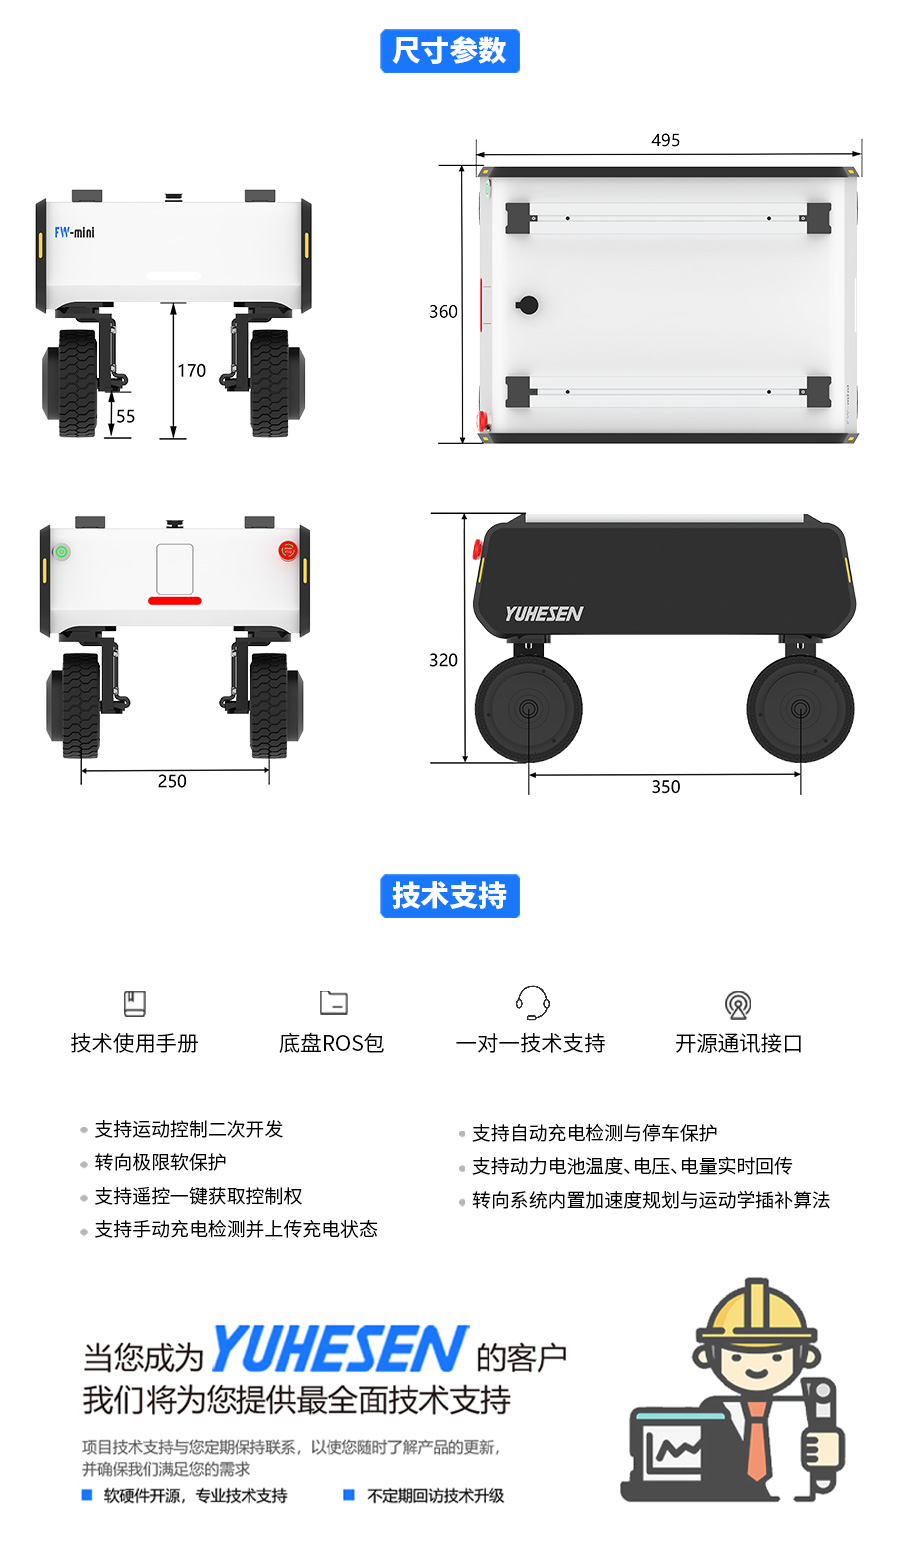 尺寸参数
495
FW-mini
360
170
55
YUHESEN
320
250
350
技术支持
技术使用手册
底盘ROS包
一对一技术支持
开源通讯接口
支持运动控制二次开发
转向极限软保护
支持遥控一键获取控制权
支持手动充电检测并上传充电状态
支持自动充电检测与停车保护
支持动力电池温度、电压、电量实时回传
转向系统内置加速度规划与运动学插补算法
当您成为 YUHESEN 的客户
我们将为您提供最全面技术支持
项目技术支持与您定期保持联系，以使您随时了解产品的更新，
并确保我们满足您的需求
软硬件开源，专业技术支持
不定期回访技术升级